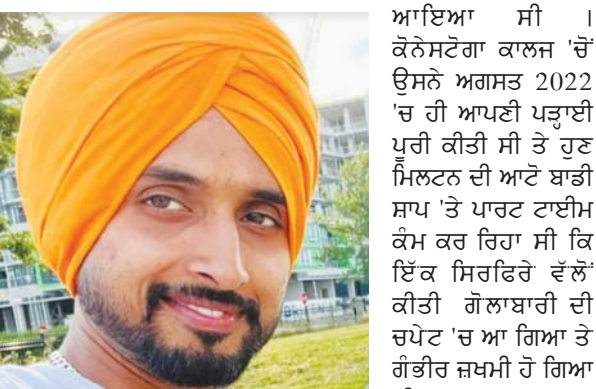 ਆਇਆ ਸੀ ।
ਕੋਨੇਸਟੋਗਾ ਕਾਲਜ 'ਚੋਂ
ਉਸਨੇ ਅਗਸਤ 2022
'ਚ ਹੀ ਆਪਣੀ ਪੜ੍ਹਾਈ
ਪੂਰੀ ਕੀਤੀ ਸੀ ਤੇ ਹੁਣ
ਮਿਲਟਨ ਦੀ ਆਟੋ ਬਾਡੀ
ਸ਼ਾਪ 'ਤੇ ਪਾਰਟ ਟਾਈਮ
ਕੰਮ ਕਰ ਰਿਹਾ ਸੀ ਕਿ
ਇੱਕ ਸਿਰਫਿਰੇ ਵੱਲੋਂ
ਕੀਤੀ ਗੋਲਾਬਾਰੀ ਦੀ
ਚਪੇਟ 'ਚ ਆ ਗਿਆ ਤੇ
ਗੰਭੀਰ ਜ਼ਖਮੀ ਹੋ ਗਿਆ